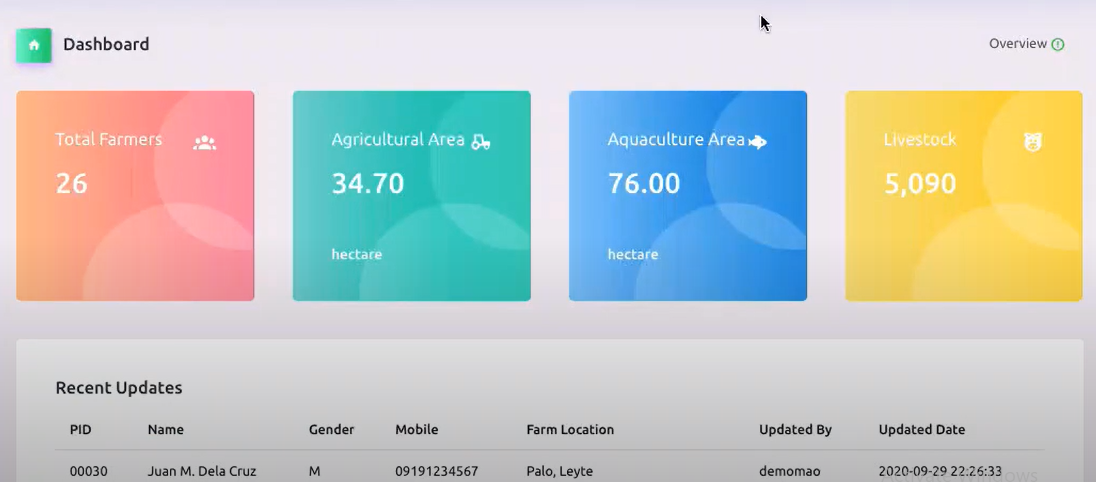 Dashboard
Overview
Total Farmers
26
Agricultural Area
34.70
hectare
Aquaculture Area
76.00
hectare
Livestock
5,090
Recent Updates
PID Name Gender Mobile Farm Location Updated By Updated Date
00030 Juan M. Dela Cruz M 09191234567 Palo, Leyte demomao 2020-09-29 22:26:33
Activate Windows